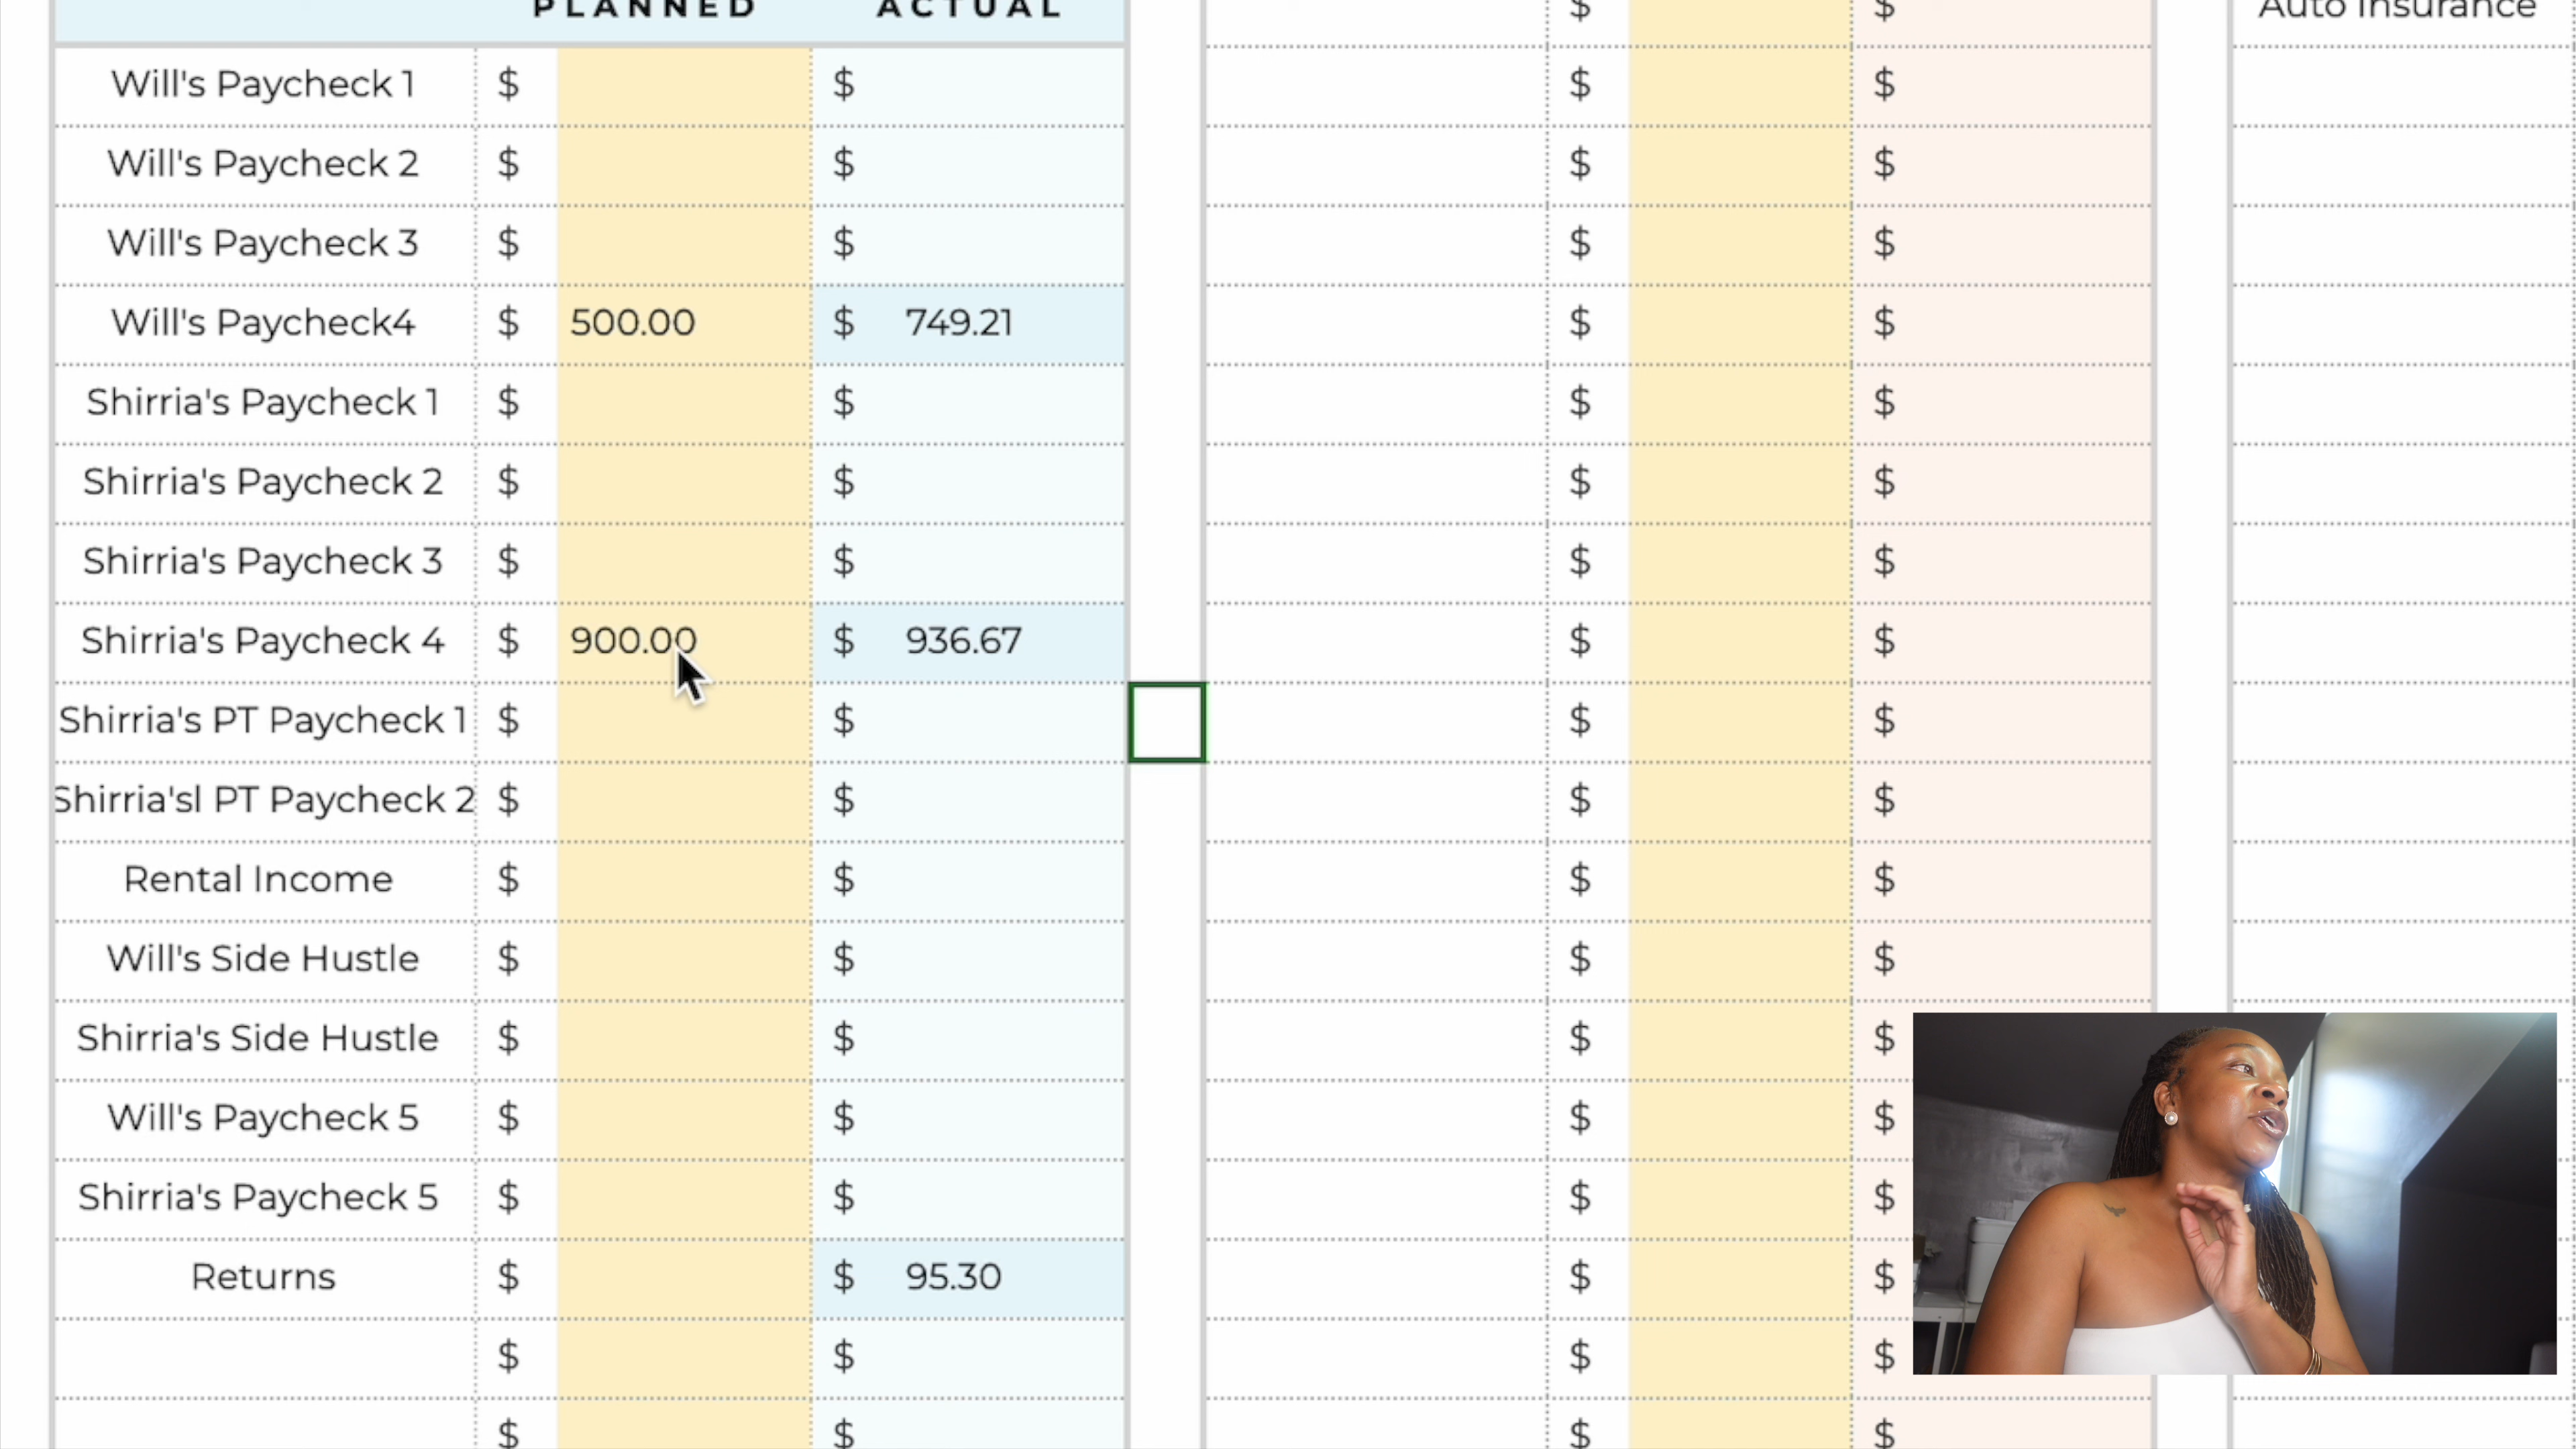 PLANNED ACTUAL $ $ Auto Insurance
Will's Paycheck 1 $ $ $ $
Will's Paycheck 2 $ $ $ $
Will's Paycheck 3 $ $ $ $
Will's Paycheck4 $ 500.00 $ 749.21 $ $
Shirria's Paycheck 1 $ $ $ $
Shirria's Paycheck 2 $ $ $ $
Shirria's Paycheck 3 $ $ $ $
Shirria's Paycheck 4 $ 900.00 $ 936.67 $ $
Shirria's PT Paycheck 1 $ $ $ $
Shirria'sl PT Paycheck 2 $ $ $ $
Rental Income $ $ $ $
Will's Side Hustle $ $ $ $
Shirria's Side Hustle $ $ $ $
Will's Paycheck 5 $ $ $ $
Shirria's Paycheck 5 $ $ $ $
Returns $ $ 95.30 $ $
$ $ $ $
$ $ $ $